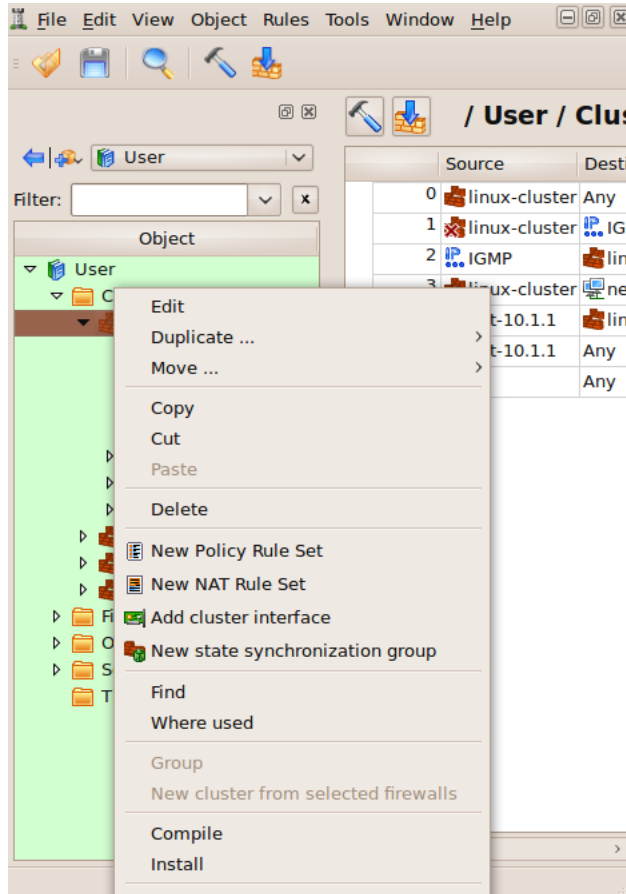 File Edit View Object Rules Tools Window Help
/ User / Clus
User
Filter:
Object
User
C
Source Desti
0 linux-cluster Any
1 linux-cluster IG
2 IGMP lin
3 linux-cluster ne
t-10.1.1 lin
t-10.1.1 Any
Any
Edit
Duplicate ...
Move ...
Copy
Cut
Paste
Delete
New Policy Rule Set
New NAT Rule Set
Add cluster interface
New state synchronization group
Find
Where used
Group
New cluster from selected firewalls
Compile
Install
Fi
O
S
T